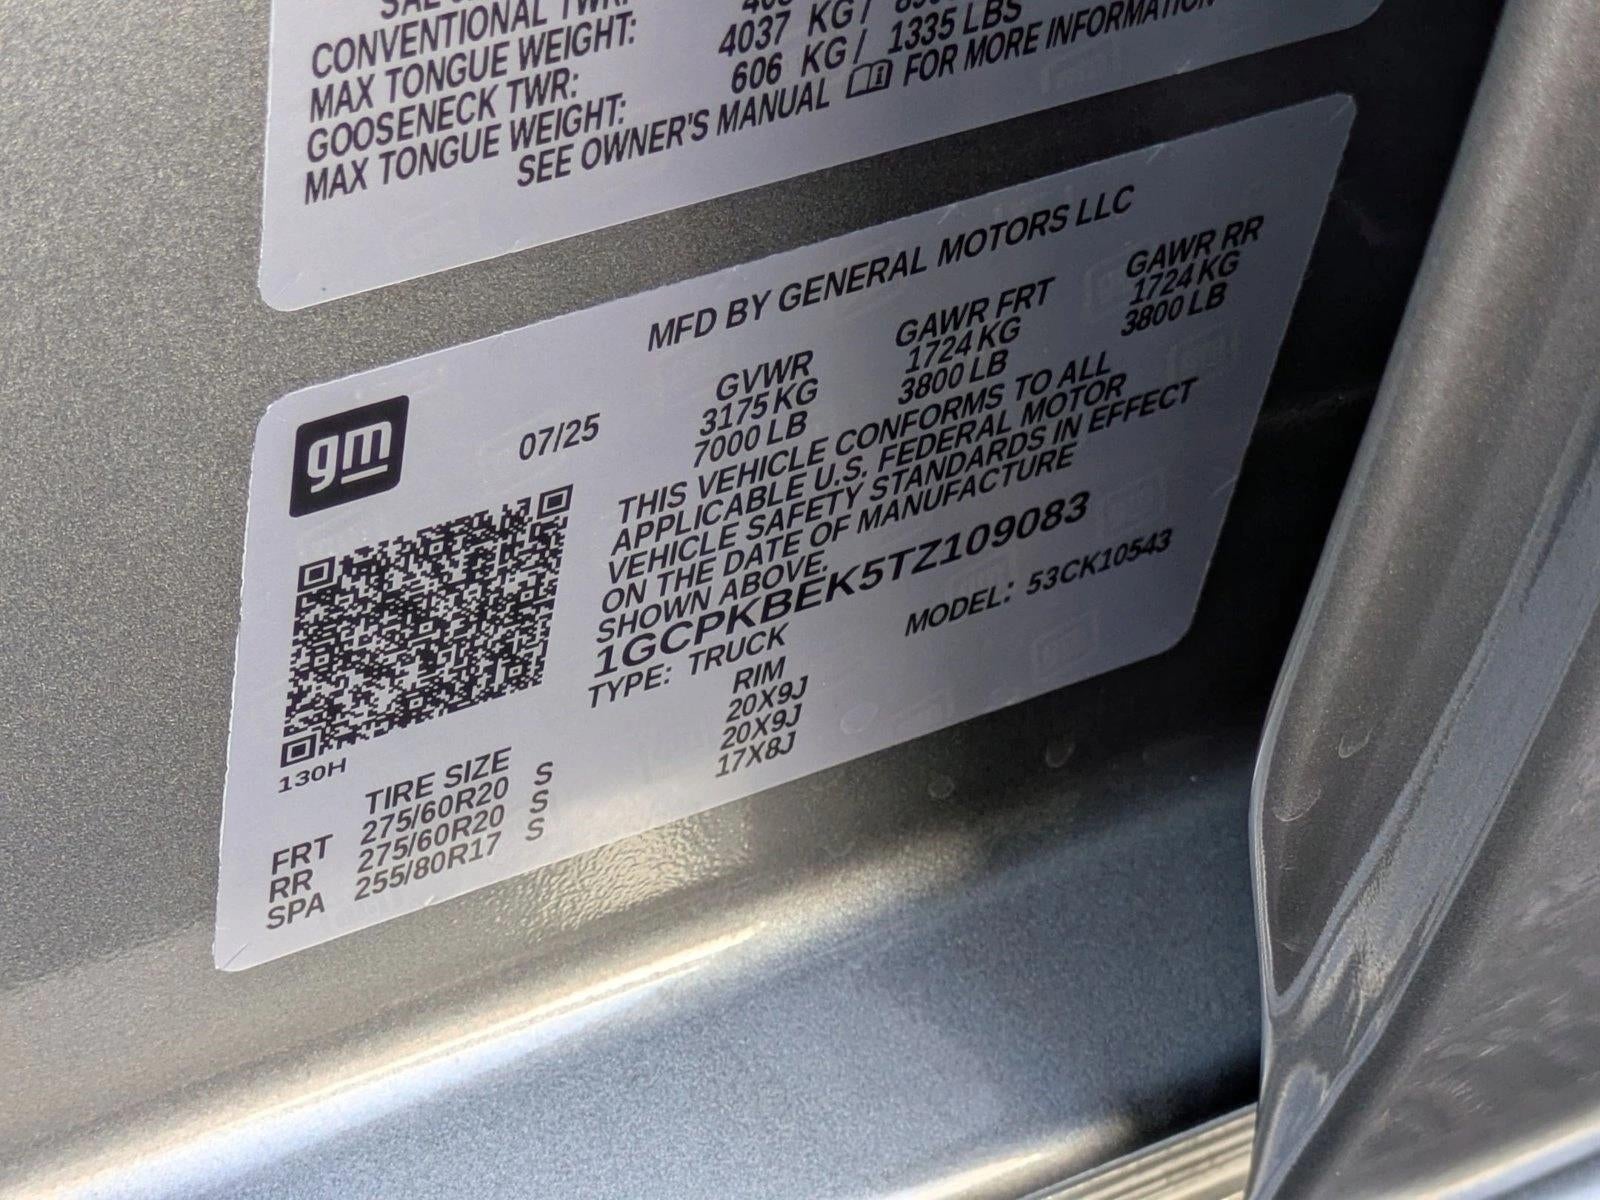 CONVENTIONAL TWR:
MAX TONGUE WEIGHT:
GOOSENECK TWR: 4037 KG /
MAX TONGUE WEIGHT: 606 KG / 1335 LBS
SEE OWNER'S MANUAL FOR MORE INFORMATION
MFD BY GENERAL MOTORS LLC
gm
07/25
GVWR GAWR FRT GAWR RR
3175 KG 1724 KG 1724 KG
7000 LB 3800 LB 3800 LB
THIS VEHICLE CONFORMS TO ALL
APPLICABLE U.S. FEDERAL MOTOR
VEHICLE SAFETY STANDARDS IN EFFECT
ON THE DATE OF MANUFACTURE
SHOWN ABOVE.
1GCPKBEK5TZ109083
TYPE: TRUCK MODEL: 53CK10543
130H
TIRE SIZE RIM
FRT 275/60R20 S 20X9J
RR 275/60R20 S 20X9J
SPA 255/80R17 S 17X8J